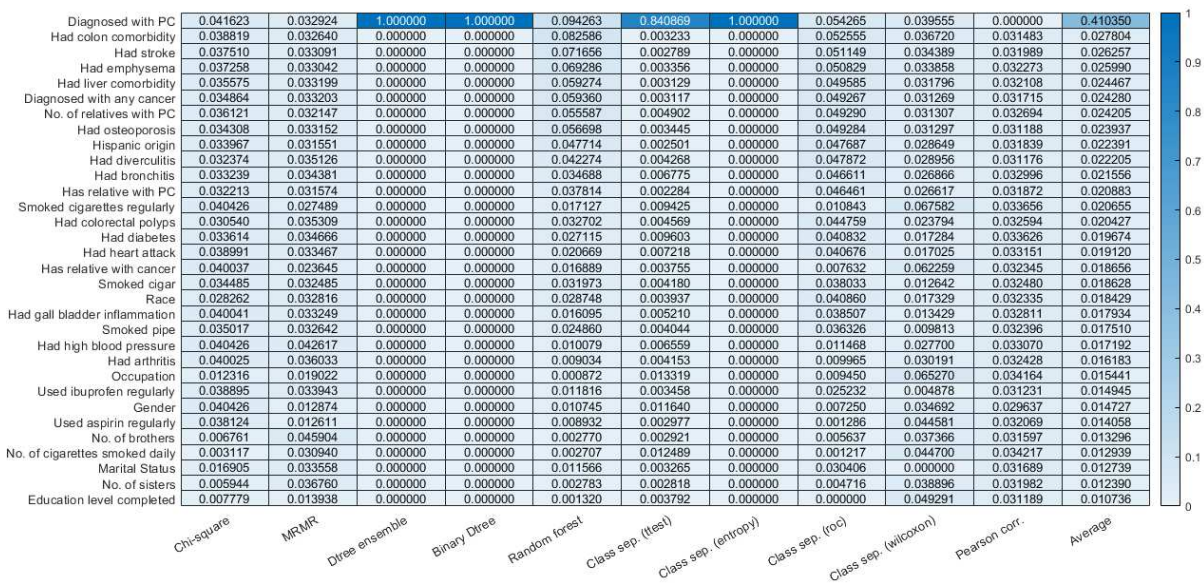 Diagnosed with PC 0.041623 0.032924 1.000000 1.000000 0.094263 0.840869 1.000000 0.054265 0.039555 0.000000 0.410350
Had colon comorbidity 0.038819 0.032640 0.000000 0.000000 0.082586 0.003233 0.000000 0.052555 0.036720 0.031483 0.027804
Had stroke 0.037510 0.033091 0.000000 0.000000 0.071656 0.002789 0.000000 0.051149 0.034389 0.031989 0.026257
Had emphysema 0.037258 0.033042 0.000000 0.000000 0.069286 0.003356 0.000000 0.050829 0.033858 0.032273 0.025990
Had liver comorbidity 0.035575 0.033199 0.000000 0.000000 0.059274 0.003129 0.000000 0.049585 0.031796 0.032108 0.024467
Diagnosed with any cancer 0.034864 0.033203 0.000000 0.000000 0.059360 0.003117 0.000000 0.049267 0.031269 0.031715 0.024280
No. of relatives with PC 0.036121 0.032147 0.000000 0.000000 0.055587 0.004902 0.000000 0.049290 0.031307 0.032694 0.024205
Had osteoporosis 0.034308 0.033152 0.000000 0.000000 0.056698 0.003445 0.000000 0.049284 0.031297 0.031188 0.023937
Hispanic origin 0.033967 0.031551 0.000000 0.000000 0.047714 0.002501 0.000000 0.047687 0.028649 0.031839 0.022391
Had diverculitis 0.032374 0.035126 0.000000 0.000000 0.042274 0.004268 0.000000 0.047872 0.028956 0.031176 0.022205
Had bronchitis 0.033239 0.034381 0.000000 0.000000 0.034688 0.006775 0.000000 0.046611 0.026866 0.032996 0.021556
Has relative with PC 0.032213 0.031574 0.000000 0.000000 0.037814 0.002284 0.000000 0.046461 0.026617 0.031872 0.020883
Smoked cigarettes regularly 0.040426 0.027489 0.000000 0.000000 0.017127 0.009425 0.000000 0.010843 0.067582 0.033656 0.020655
Had colorectal polyps 0.030540 0.035309 0.000000 0.000000 0.032702 0.004569 0.000000 0.044759 0.023794 0.032594 0.020427
Had diabetes 0.033614 0.034666 0.000000 0.000000 0.027115 0.009603 0.000000 0.040832 0.017284 0.033626 0.019674
Had heart attack 0.038991 0.033467 0.000000 0.000000 0.020669 0.007218 0.000000 0.040676 0.017025 0.033151 0.019120
Has relative with cancer 0.040037 0.023645 0.000000 0.000000 0.016889 0.003755 0.000000 0.007632 0.062259 0.032345 0.018656
Smoked cigar 0.034485 0.032485 0.000000 0.000000 0.031973 0.004180 0.000000 0.038033 0.012642 0.032480 0.018628
Race 0.028262 0.032816 0.000000 0.000000 0.028748 0.003937 0.000000 0.040860 0.017329 0.032335 0.018429
Had gall bladder inflammation 0.040041 0.033249 0.000000 0.000000 0.016095 0.005210 0.000000 0.038507 0.013429 0.032811 0.017934
Smoked pipe 0.035017 0.032642 0.000000 0.000000 0.024860 0.004044 0.000000 0.036326 0.009813 0.032396 0.017510
Had high blood pressure 0.040426 0.042617 0.000000 0.000000 0.010079 0.006559 0.000000 0.011468 0.027700 0.033070 0.017192
Had arthritis 0.040025 0.036033 0.000000 0.000000 0.009034 0.004153 0.000000 0.009965 0.030191 0.032428 0.016183
Occupation 0.012316 0.019022 0.000000 0.000000 0.000872 0.013319 0.000000 0.009450 0.065270 0.034164 0.015441
Used ibuprofen regularly 0.038895 0.033943 0.000000 0.000000 0.011816 0.003458 0.000000 0.025232 0.004878 0.031231 0.014945
Gender 0.040426 0.012874 0.000000 0.000000 0.010745 0.011640 0.000000 0.007250 0.034692 0.029637 0.014727
Used aspirin regularly 0.038124 0.012611 0.000000 0.000000 0.008932 0.002977 0.000000 0.001286 0.044581 0.032069 0.014058
No. of brothers 0.006761 0.045904 0.000000 0.000000 0.002770 0.002921 0.000000 0.005637 0.037366 0.031597 0.013296
No. of cigarettes smoked daily 0.003117 0.030940 0.000000 0.000000 0.002707 0.012489 0.000000 0.001217 0.044700 0.034217 0.012939
Marital Status 0.016905 0.033558 0.000000 0.000000 0.011566 0.003265 0.000000 0.030406 0.000000 0.031689 0.012739
No. of sisters 0.005944 0.036760 0.000000 0.000000 0.002783 0.002818 0.000000 0.004716 0.038896 0.031982 0.012390
Education level completed 0.007779 0.013938 0.000000 0.000000 0.001320 0.003792 0.000000 0.000000 0.049291 0.031189 0.010736
Chi-square MRMR Dtree ensemble Binary Dtree Random forest Class sep. (ttest) Class sep. (entropy) Class sep. (roc) Class sep. (wilcoxon) Pearson corr. Average
1
0.9
0.8
0.7
0.6
0.5
0.4
0.3
0.2
0.1
0